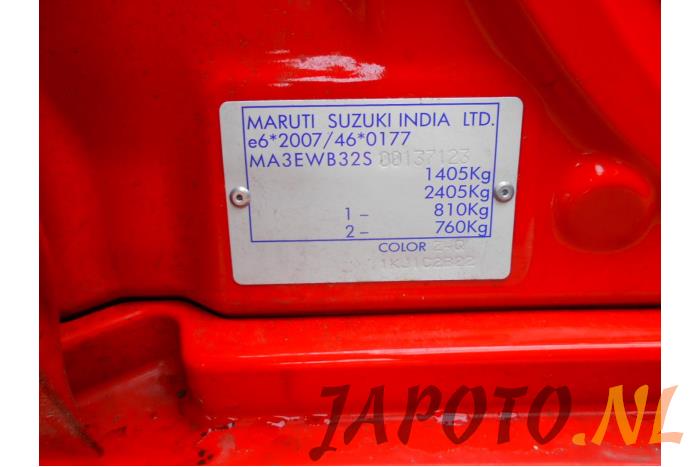 MARUTI SUZUKI INDIA LTD.
e6*2007/46*0177
MA3EWB32S 00137123
1405Kg
2405Kg
1 – 810Kg
2 – 760Kg
COLOR
JAPOTO.NL